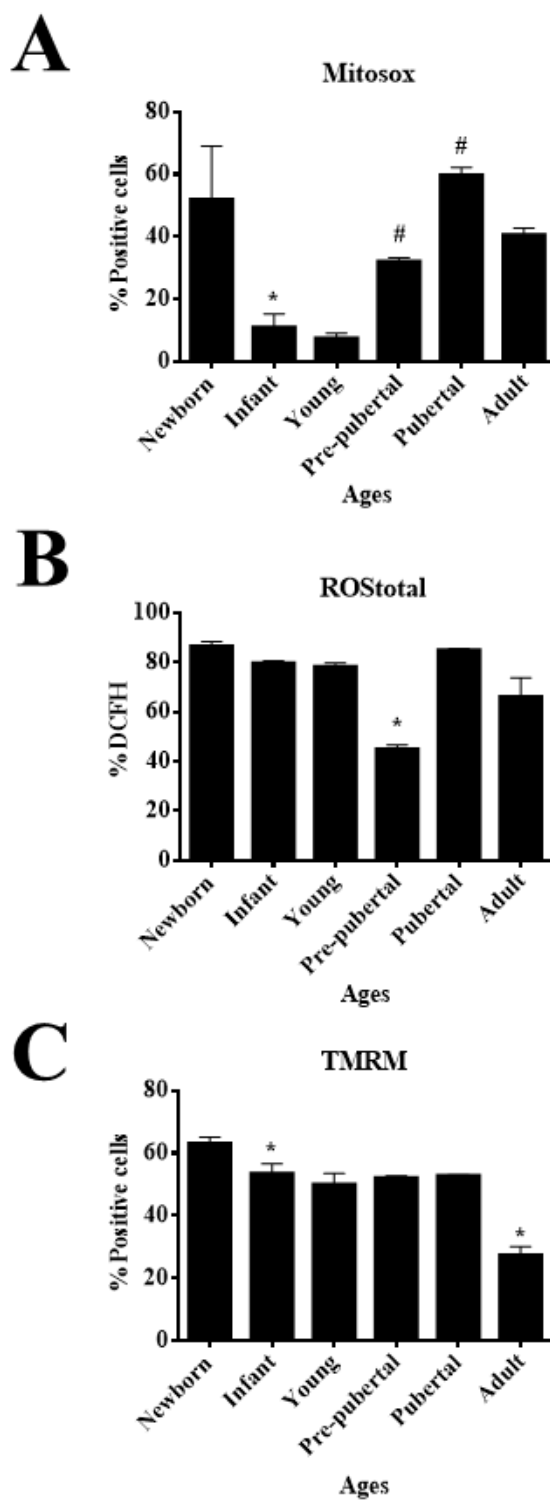 A
Mitosox
80
60
40
20
0
% Positive cells
*
#
#
Newborn
Infant
Young
Pre-pubertal
Pubertal
Adult
Ages
B
ROStotal
100
80
60
40
20
0
% DCFH
*
Newborn
Infant
Young
Pre-pubertal
Pubertal
Adult
Ages
C
TMRM
80
60
40
20
0
% Positive cells
*
*
Newborn
Infant
Young
Pre-pubertal
Pubertal
Adult
Ages